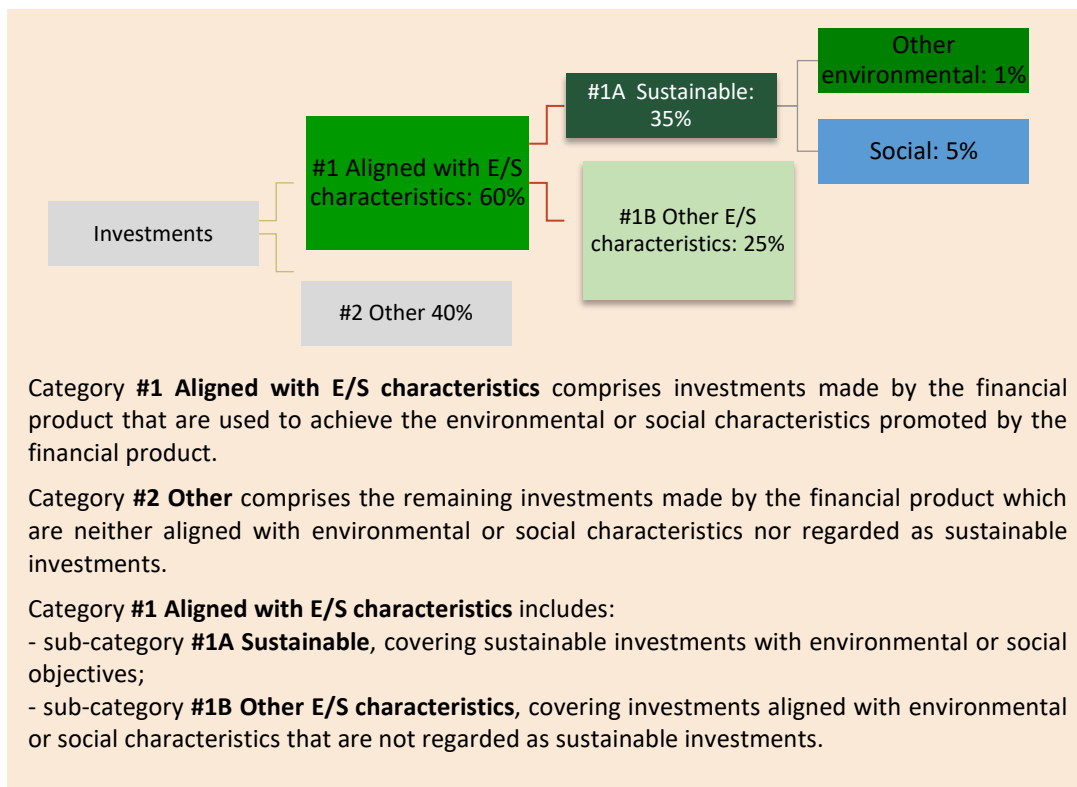 Other
environmental: 1%
#1A Sustainable:
35%
Social: 5%
#1 Aligned with E/S
characteristics: 60%
#1B Other E/S
characteristics: 25%
Investments
#2 Other 40%
Category #1 Aligned with E/S characteristics comprises investments made by the financial
product that are used to achieve the environmental or social characteristics promoted by the
financial product.
Category #2 Other comprises the remaining investments made by the financial product which
are neither aligned with environmental or social characteristics nor regarded as sustainable
investments.
Category #1 Aligned with E/S characteristics includes:
- sub-category #1A Sustainable, covering sustainable investments with environmental or social
objectives;
- sub-category #1B Other E/S characteristics, covering investments aligned with environmental
or social characteristics that are not regarded as sustainable investments.